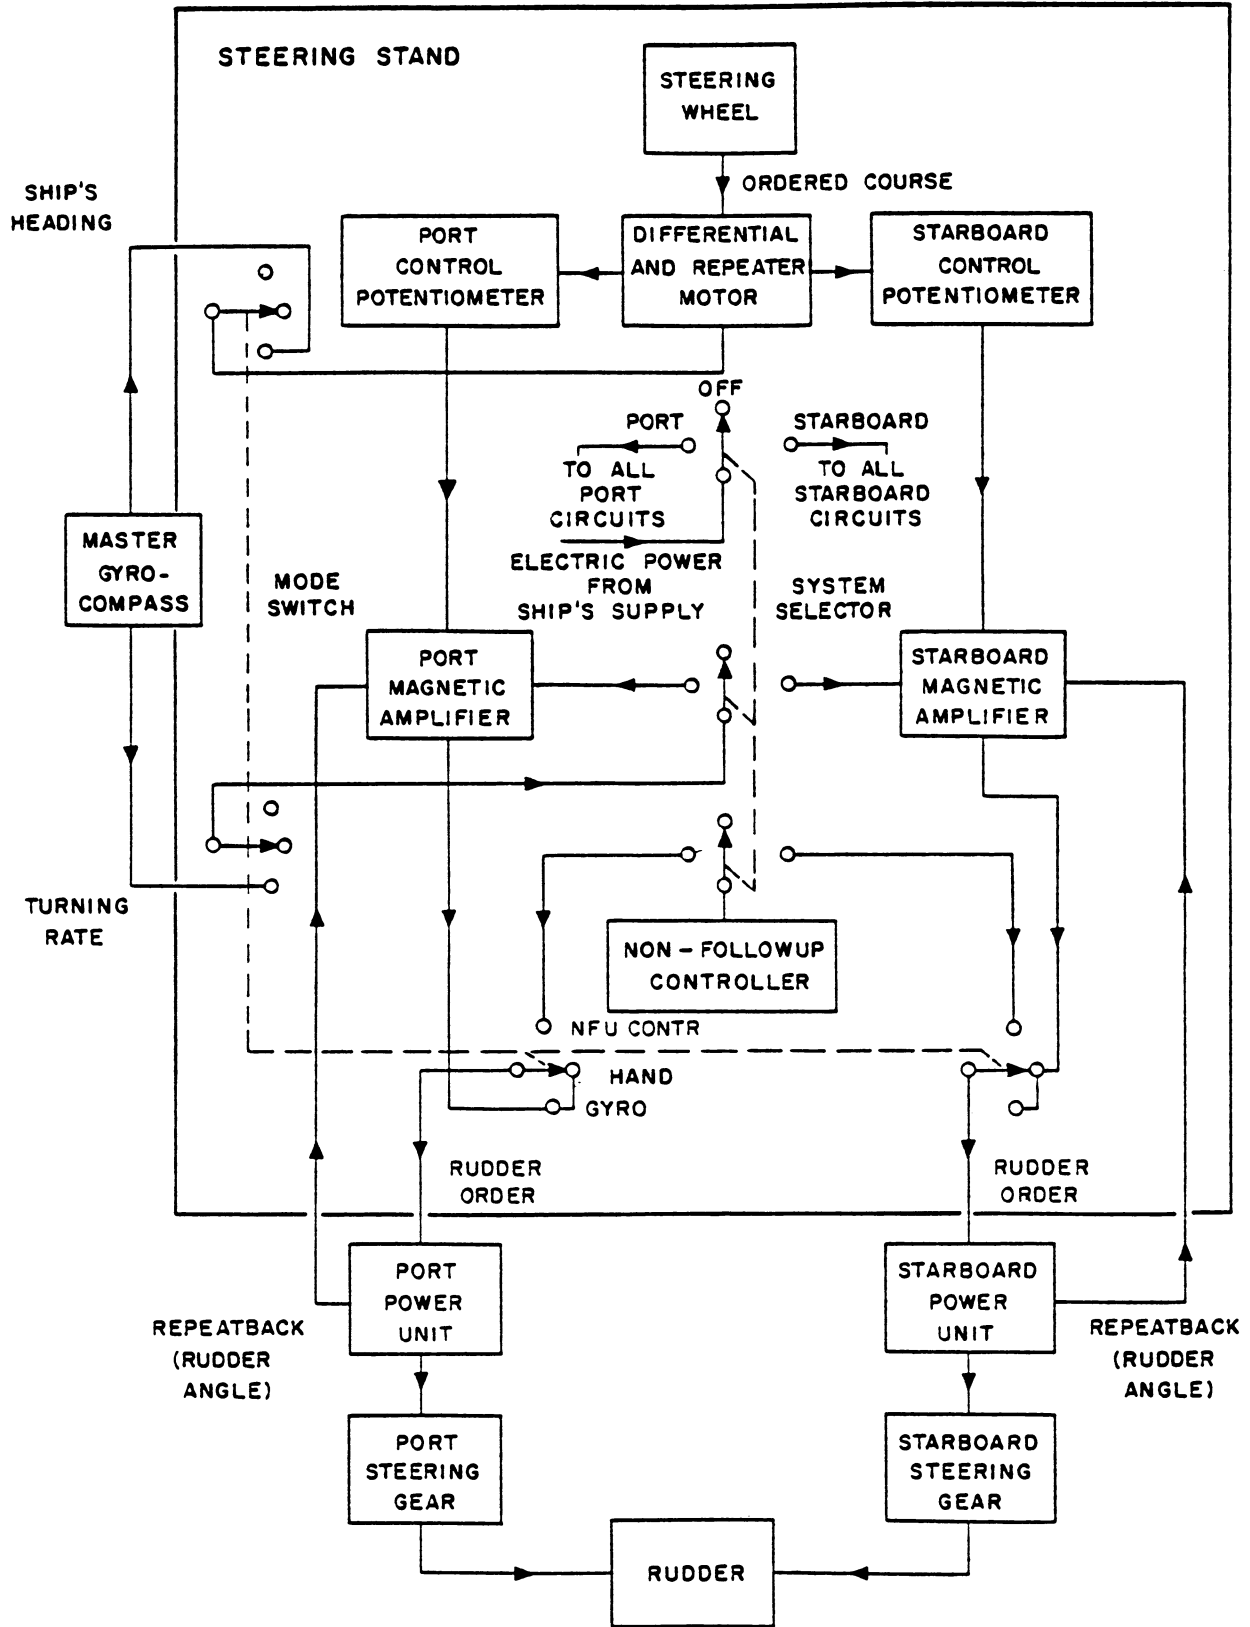 STEERING STAND
STEERING
WHEEL
ORDERED COURSE
SHIP'S
HEADING
PORT
CONTROL
POTENTIOMETER
DIFFERENTIAL
AND REPEATER
MOTOR
STARBOARD
CONTROL
POTENTIOMETER
OFF
PORT
STARBOARD
TO ALL
PORT
CIRCUITS
TO ALL
STARBOARD
CIRCUITS
ELECTRIC POWER
FROM
SHIP'S SUPPLY
MASTER
GYRO-
COMPASS
MODE
SWITCH
SYSTEM
SELECTOR
PORT
MAGNETIC
AMPLIFIER
STARBOARD
MAGNETIC
AMPLIFIER
TURNING
RATE
NON-FOLLOWUP
CONTROLLER
NFU CONTR
HAND
GYRO
RUDDER
ORDER
RUDDER
ORDER
PORT
POWER
UNIT
STARBOARD
POWER
UNIT
REPEATBACK
(RUDDER
ANGLE)
REPEATBACK
(RUDDER
ANGLE)
PORT
STEERING
GEAR
STARBOARD
STEERING
GEAR
RUDDER